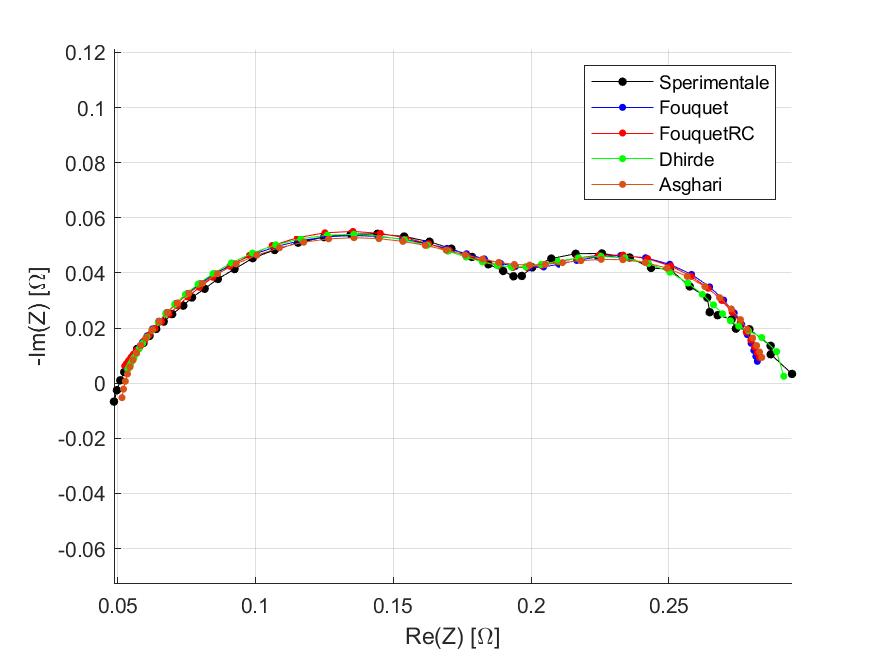 0.12
0.1
0.08
0.06
0.04
0.02
0
-0.02
-0.04
-0.06
-Im(Z) [Ω]
Sperimentale
Fouquet
FouquetRC
Dhirde
Asghari
0.05 0.1 0.15 0.2 0.25
Re(Z) [Ω]